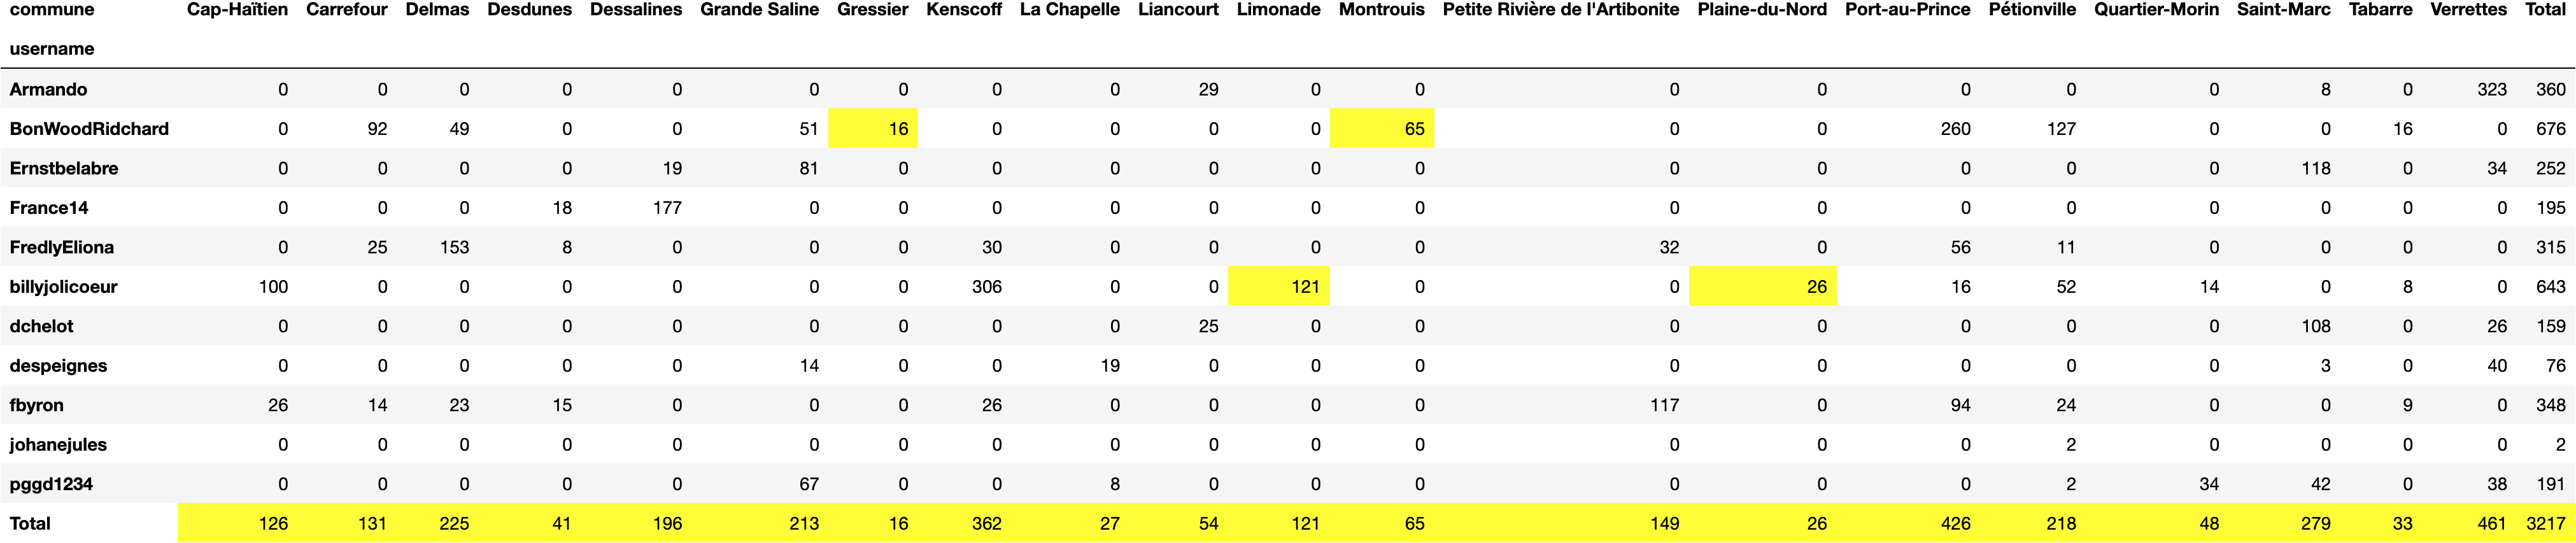 commune Cap-Haïtien Carrefour Delmas Desdunes Dessalines Grande Saline Gressier Kenscoff La Chapelle Liancourt Limonade Montrouis Petite Rivière de l'Artibonite Plaine-du-Nord Port-au-Prince Pétionville Quartier-Morin Saint-Marc Tabarre Verrettes Total
username
Armando 0 0 0 0 0 0 0 0 0 29 0 0 0 0 0 0 0 8 0 323 360
BonWoodRidchard 0 92 49 0 0 51 16 0 0 0 0 65 0 0 260 127 0 0 16 0 676
Ernstbelabre 0 0 0 0 19 81 0 0 0 0 0 0 0 0 0 0 0 118 0 34 252
France14 0 0 0 18 177 0 0 0 0 0 0 0 0 0 0 0 0 0 0 0 195
FredlyEliona 0 25 153 8 0 0 0 30 0 0 0 0 32 0 56 11 0 0 0 0 315
billyjolicoeur 100 0 0 0 0 0 0 306 0 0 121 0 0 26 16 52 14 0 8 0 643
dchelot 0 0 0 0 0 0 0 0 0 25 0 0 0 0 0 0 0 108 0 26 159
despeignes 0 0 0 0 0 14 0 0 19 0 0 0 0 0 0 0 0 3 0 40 76
fbyron 26 14 23 15 0 0 0 26 0 0 0 0 117 0 94 24 0 0 9 0 348
johanejules 0 0 0 0 0 0 0 0 0 0 0 0 0 0 0 2 0 0 0 0 2
pggd1234 0 0 0 0 0 67 0 0 8 0 0 0 0 0 0 2 34 42 0 38 191
Total 126 131 225 41 196 213 16 362 27 54 121 65 149 26 426 218 48 279 33 461 3217